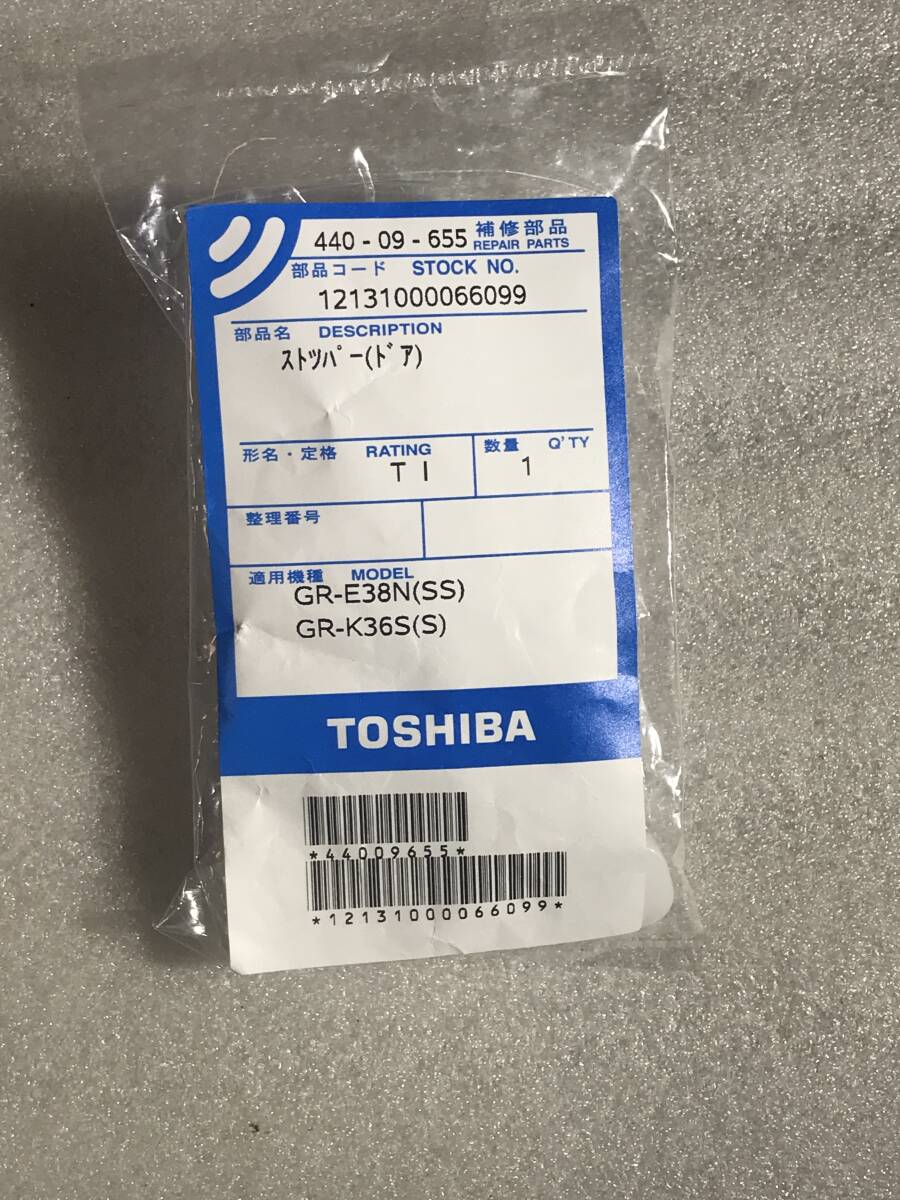 440 - 09 - 655 補修部品
REPAIR PARTS
部品コード STOCK NO.
12131000066099
部品名 DESCRIPTION
ｽﾄﾂﾊﾟｰ(ﾄﾞｱ)
形名・定格 RATING
T I
数量 Q'TY
1
整理番号
適用機種 MODEL
GR-E38N(SS)
GR-K36S(S)
TOSHIBA
*44009655*
*12131000066099*